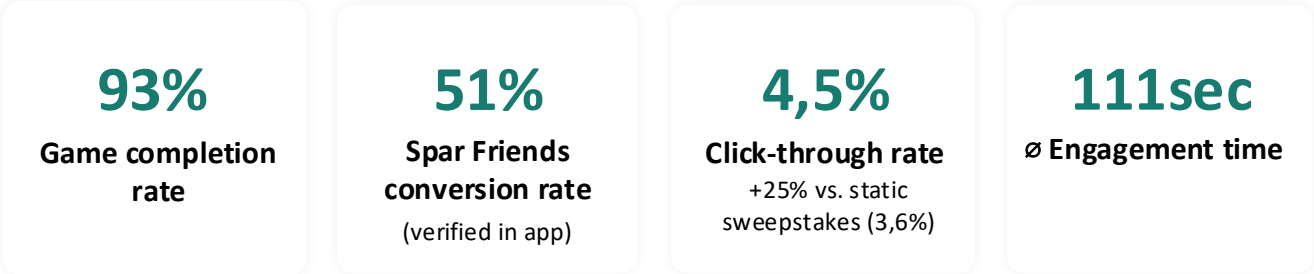 93%
Game completion
rate
51%
Spar Friends
conversion rate
(verified in app)
4,5%
Click-through rate
+25% vs. static
sweepstakes (3,6%)
111sec
⌀ Engagement time